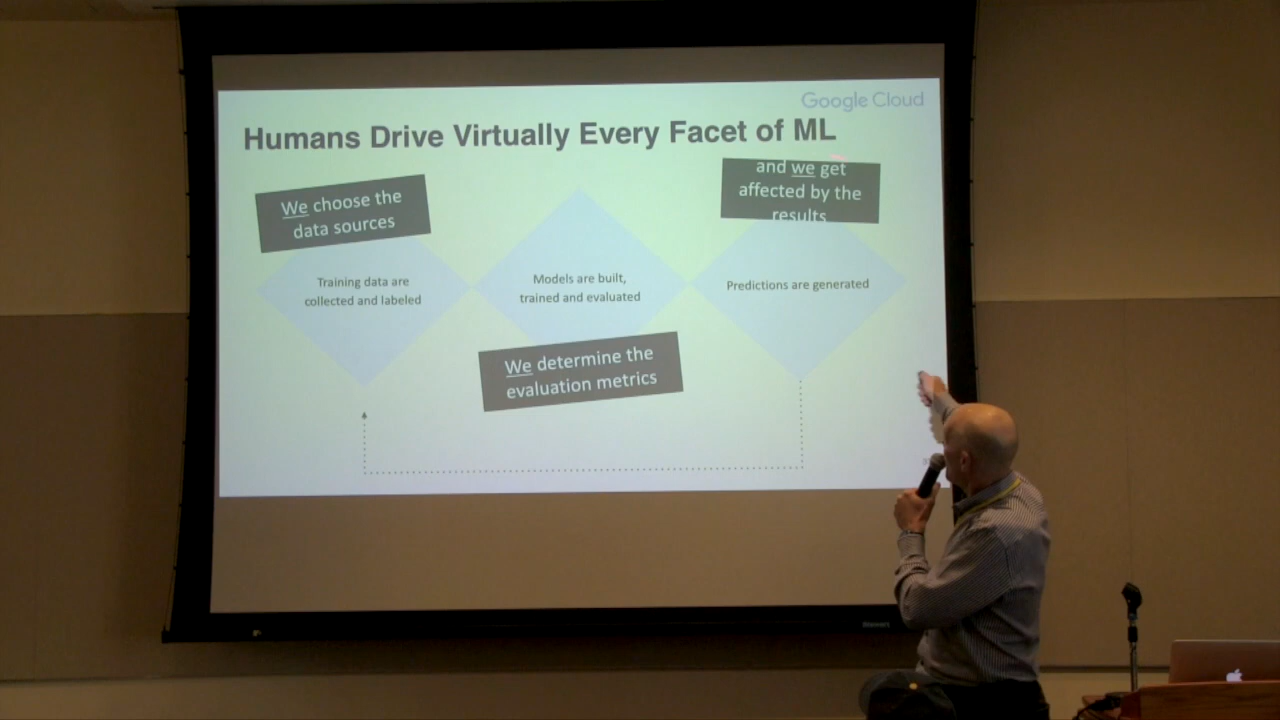 Google Cloud
Humans Drive Virtually Every Facet of ML
We choose the
data sources
and we get
affected by the
results
Training data are
collected and labeled
Models are built,
trained and evaluated
Predictions are generated
We determine the
evaluation metrics